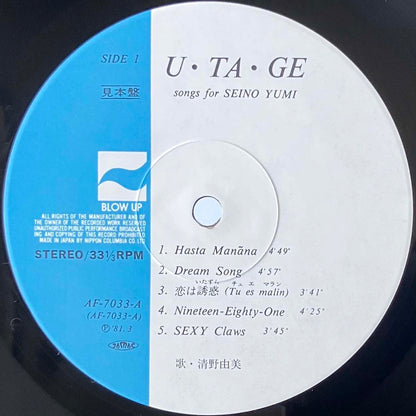 SIDE 1
U・TA・GE
songs for SEINO YUMI
見本盤
BLOW UP
ALL RIGHTS OF THE MANUFACTURER AND OF
THE OWNER OF THE RECORDED WORK RESERVED
UNAUTHORIZED PUBLIC PERFORMANCE BROADCAST
ING AND COPYING OF THIS RECORD PROHIBITED
MADE IN JAPAN BY NIPPON COLUMBIA CO. LTD
STEREO/33⅓RPM
AF-7033-A
(AF-7033-A)
Ⓟ '81.3
1. Hasta Manãna 4'49"
2. Dream Song 4'57"
いたずら チュ エ マラン
3. 恋は誘惑 (Tu es malin) 3'41"
4. Nineteen-Eighty-One 4'25"
5. SEXY Claws 3'45"
歌・清野由美